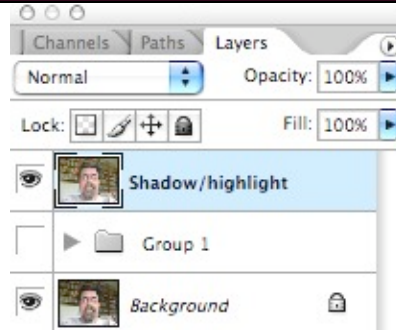 Channels Paths Layers
Normal Opacity: 100%
Lock: Fill: 100%
Shadow/highlight
Group 1
Background